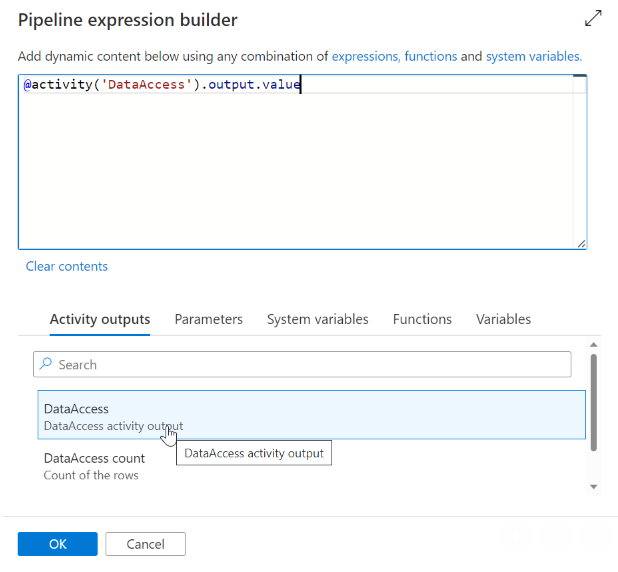 Pipeline expression builder
Add dynamic content below using any combination of expressions, functions and system variables.
@activity('DataAccess').output.value
Clear contents
Activity outputs Parameters System variables Functions Variables
Search
DataAccess
DataAccess activity output
DataAccess activity output
DataAccess count
Count of the rows
OK Cancel